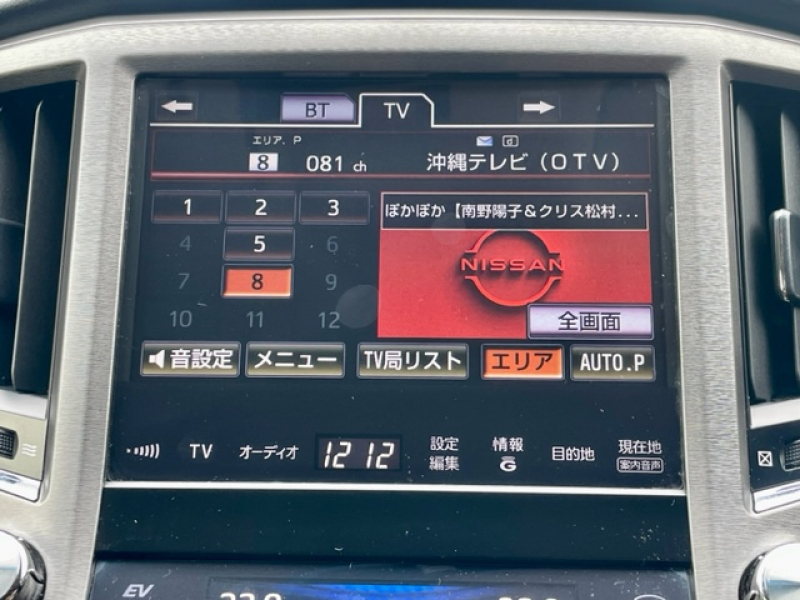 BT TV
エリア. P
8 081 ch 沖縄テレビ（OTV）
1 2 3
ぽかぽか【南野陽子＆クリス松村...
4 5 6
7 8 9
NISSAN
10 11 12
全画面
音設定 メニュー TV局リスト エリア AUTO.P
TV オーディオ 12 12 設定 編集 情報 G 目的地 現在地 案内音声
EV